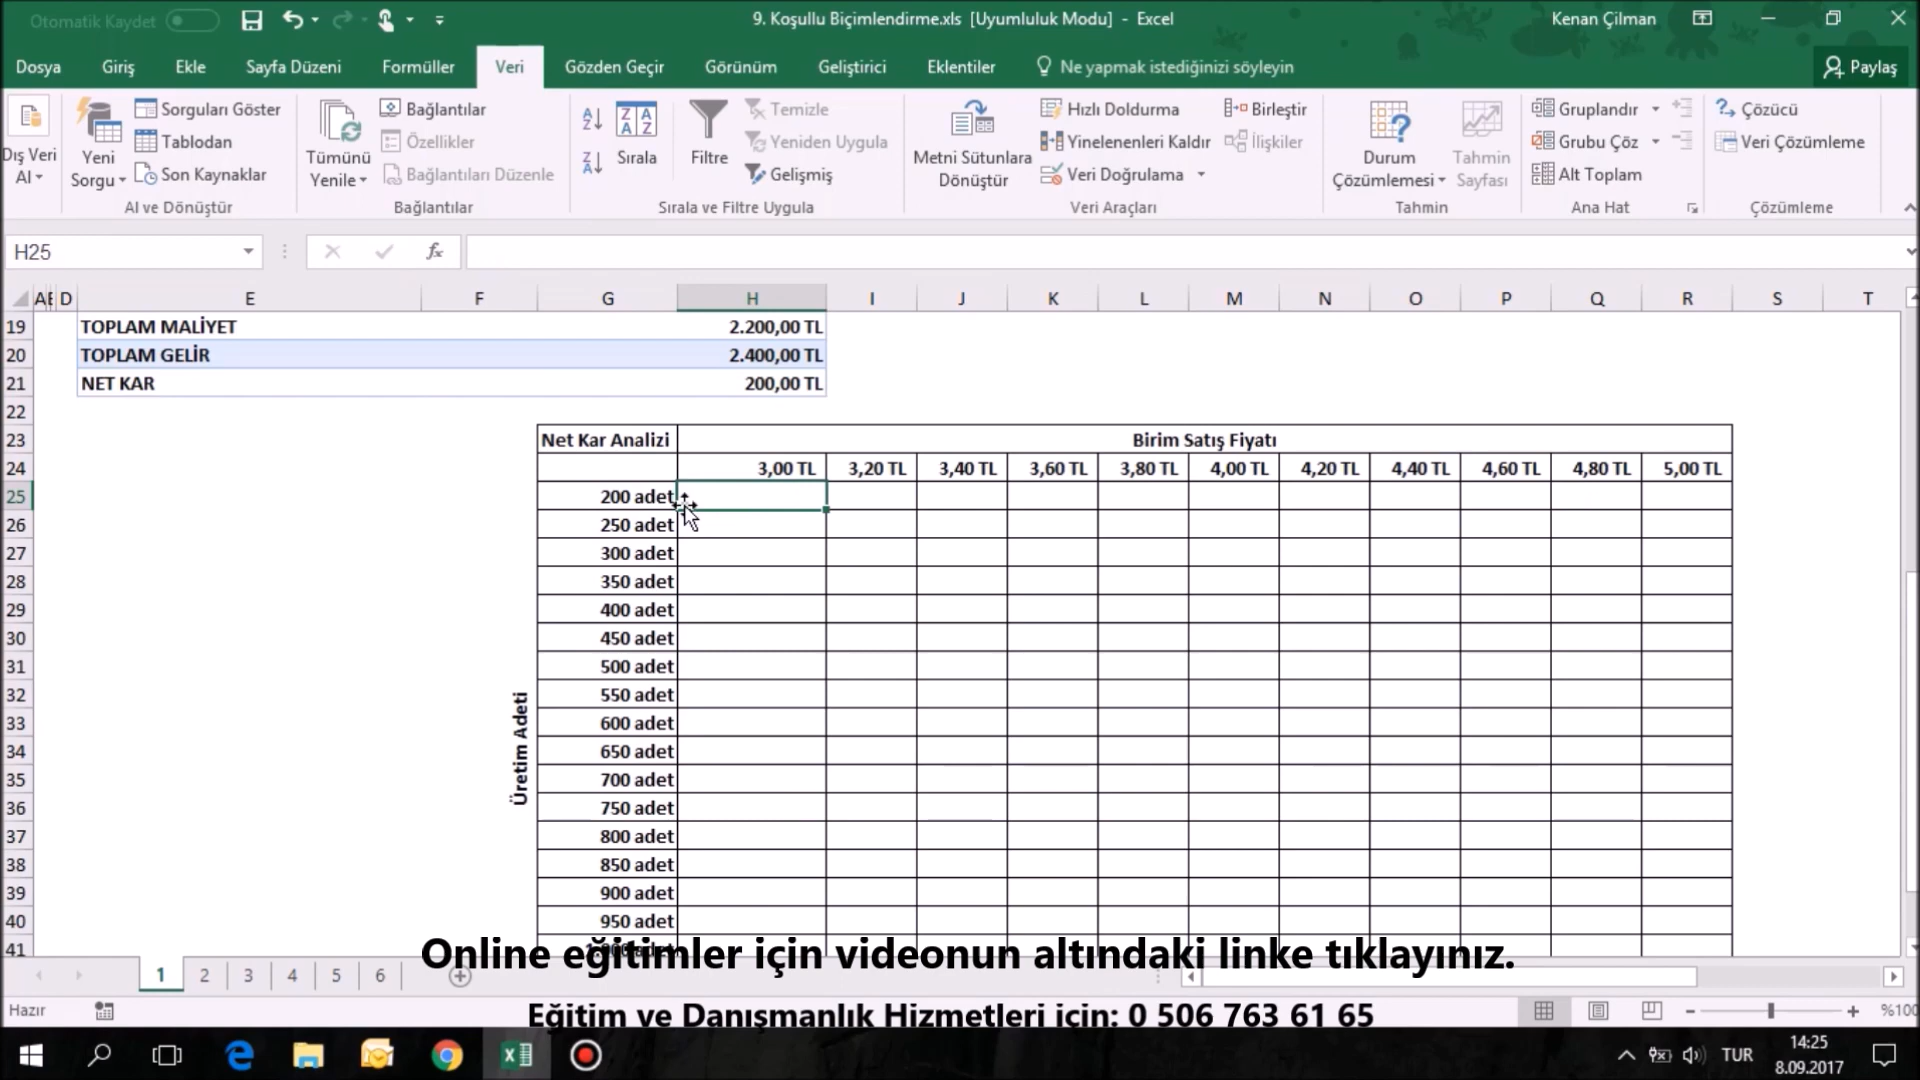 Otomatik Kaydet
9. Koşullu Biçimlendirme.xls [Uyumluluk Modu] - Excel
Kenan Çilman
Dosya Giriş Ekle Sayfa Düzeni Formüller Veri Gözden Geçir Görünüm Geliştirici Eklentiler Ne yapmak istediğinizi söyleyin Paylaş
Dış Veri Al
Yeni Sorgu
Sorguları Göster
Tablodan
Son Kaynaklar
Al ve Dönüştür
Tümünü Yenile
Bağlantılar
Özellikler
Bağlantıları Düzenle
Bağlantılar
Sırala
Filtre
Temizle
Yeniden Uygula
Gelişmiş
Sırala ve Filtre Uygula
Metni Sütunlara Dönüştür
Hızlı Doldurma
Yinelenenleri Kaldır
Veri Doğrulama
Birleştir
İlişkiler
Veri Araçları
Durum Çözümlemesi
Tahmin Sayfası
Tahmin
Gruplandır
Grubu Çöz
Alt Toplam
Ana Hat
Çözücü
Veri Çözümleme
Çözümleme
H25
fx
D E F G H I J K L M N O P Q R S T
19 TOPLAM MALİYET 2.200,00 TL
20 TOPLAM GELİR 2.400,00 TL
21 NET KAR 200,00 TL
22
23 Net Kar Analizi Birim Satış Fiyatı
24 3,00 TL 3,20 TL 3,40 TL 3,60 TL 3,80 TL 4,00 TL 4,20 TL 4,40 TL 4,60 TL 4,80 TL 5,00 TL
25 200 adet
26 250 adet
27 300 adet
28 350 adet
29 400 adet
30 450 adet
31 500 adet
32 550 adet
33 600 adet
34 650 adet
35 700 adet
36 750 adet
37 800 adet
38 850 adet
39 900 adet
40 950 adet
41
Üretim Adeti
Online eğitimler için videonun altındaki linke tıklayınız.
1 2 3 4 5 6
Eğitim ve Danışmanlık Hizmetleri için: 0 506 763 61 65
Hazır
%100
TUR
14:25
8.09.2017